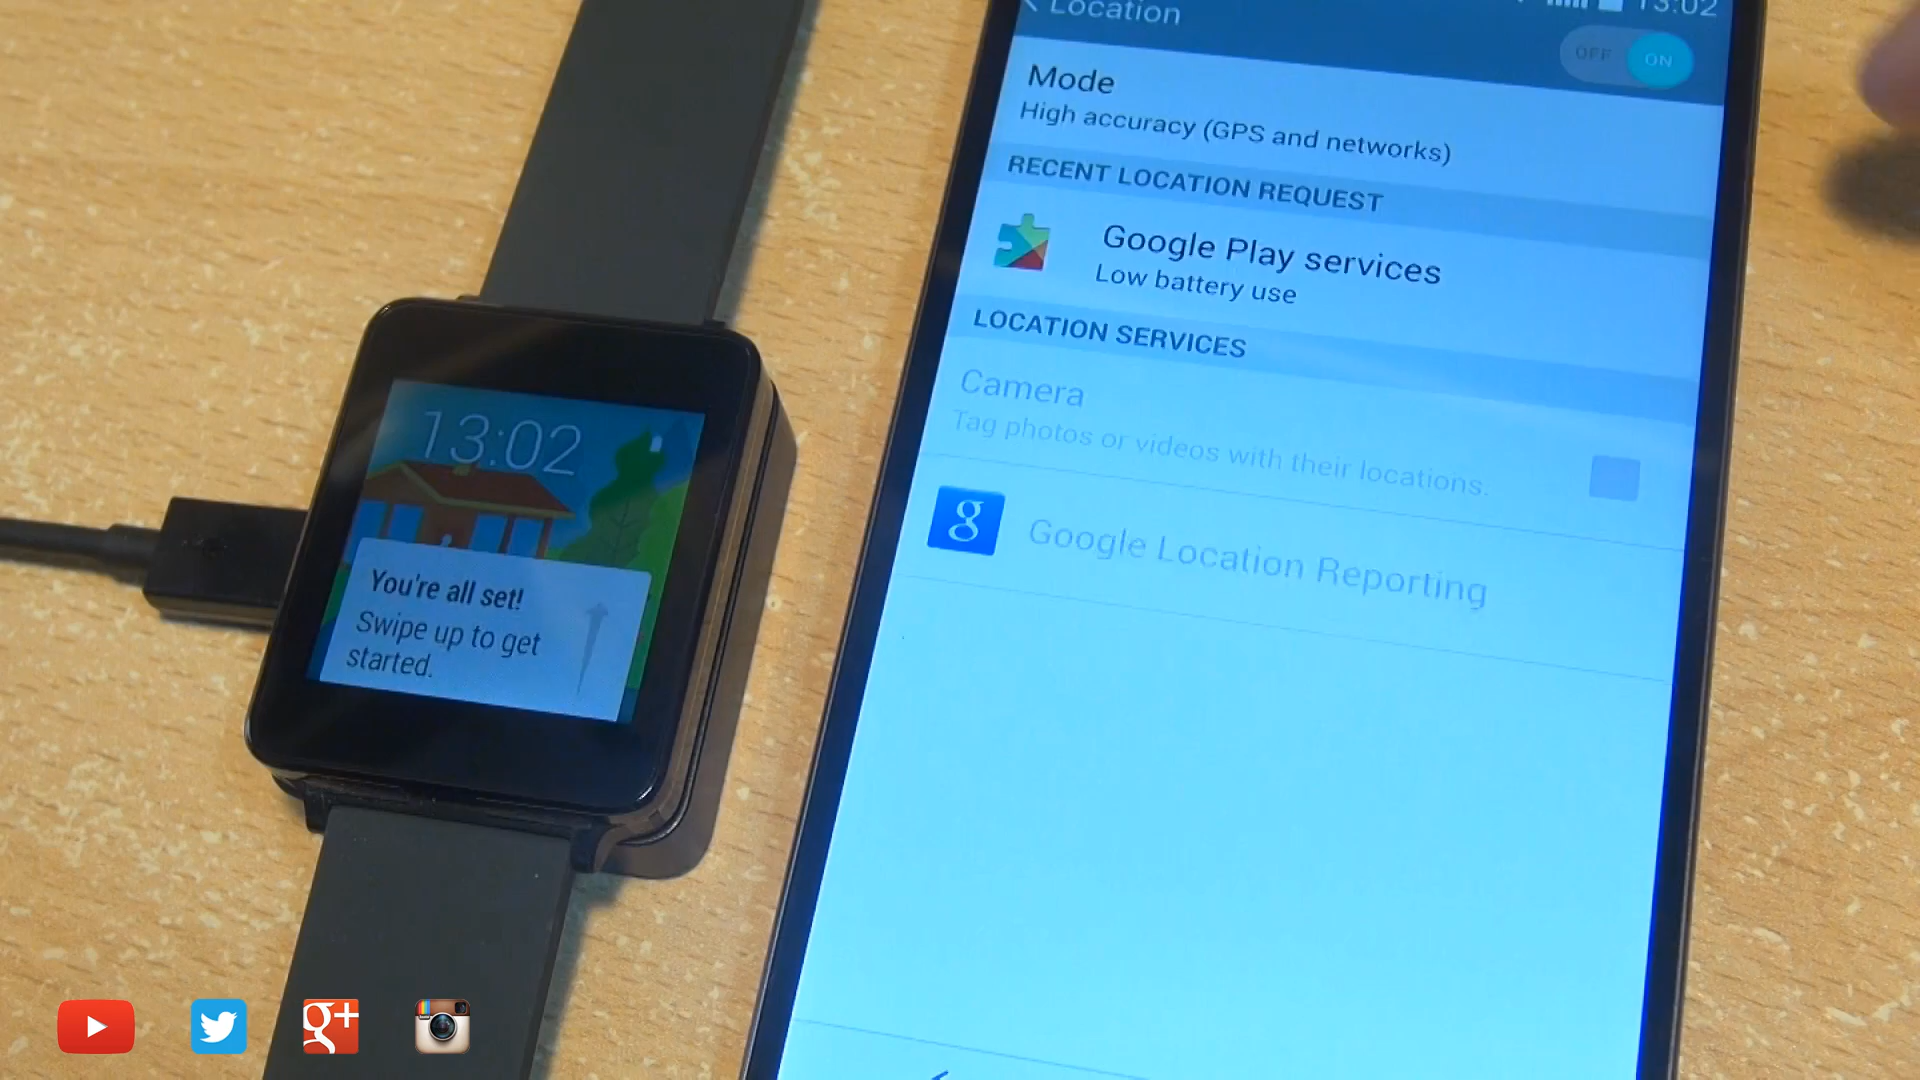 Location
13:02
OFF ON
Mode
High accuracy (GPS and networks)
RECENT LOCATION REQUEST
Google Play services
Low battery use
LOCATION SERVICES
Camera
Tag photos or videos with their locations.
g
Google Location Reporting
13:02
You're all set!
Swipe up to get
started.
g+